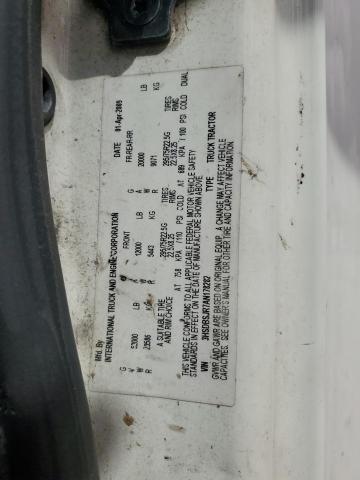 Mfd. By:
INTERNATIONAL TRUCK AND ENGINE CORPORATION
DATE 01-Apr 2009
FRONT FR-REAR-RR
G 52000 LB 12000 LB G 20000 LB
V A A
W 23586 KG 5443 KG W 9071 KG
R R
A SUITABLE TIRE 295/75R22.5G TIRES 295/75R22.5G TIRES
AND RIM CHOICE 22.5X8.25 RIMS 22.5X8.25 RIMS
AT 758 KPA / 110 PSI COLD AT 689 KPA / 100 PSI COLD DUAL
THIS VEHICLE CONFORMS TO ALL APPLICABLE FEDERAL MOTOR VEHICLE SAFETY
STANDARDS IN EFFECT ON THE DATE OF MANUFACTURE SHOWN ABOVE.
VIN TYPE TRUCK TRACTOR
GVWR AND GAWR ARE BASED ON ORIGINAL EQUIP. A CHANGE MAY AFFECT VEHICLE
CAPACITIES. SEE OWNER'S MANUAL FOR OTHER TIRE AND CAPACITY INFORMATION.